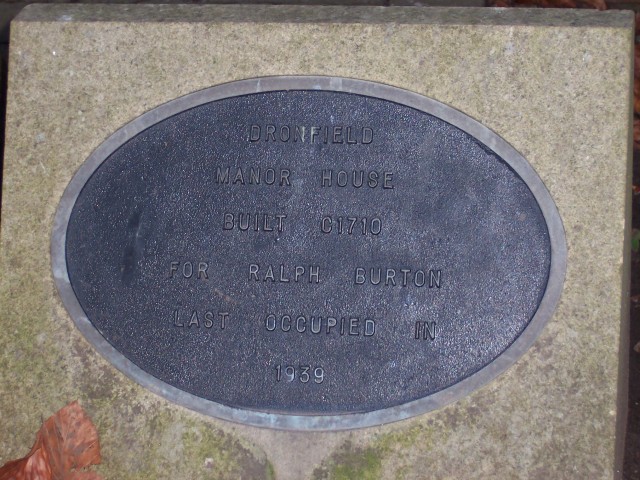 DRONFIELD
MANOR HOUSE
BUILT C1710
FOR RALPH BURTON
LAST OCCUPIED IN
1939